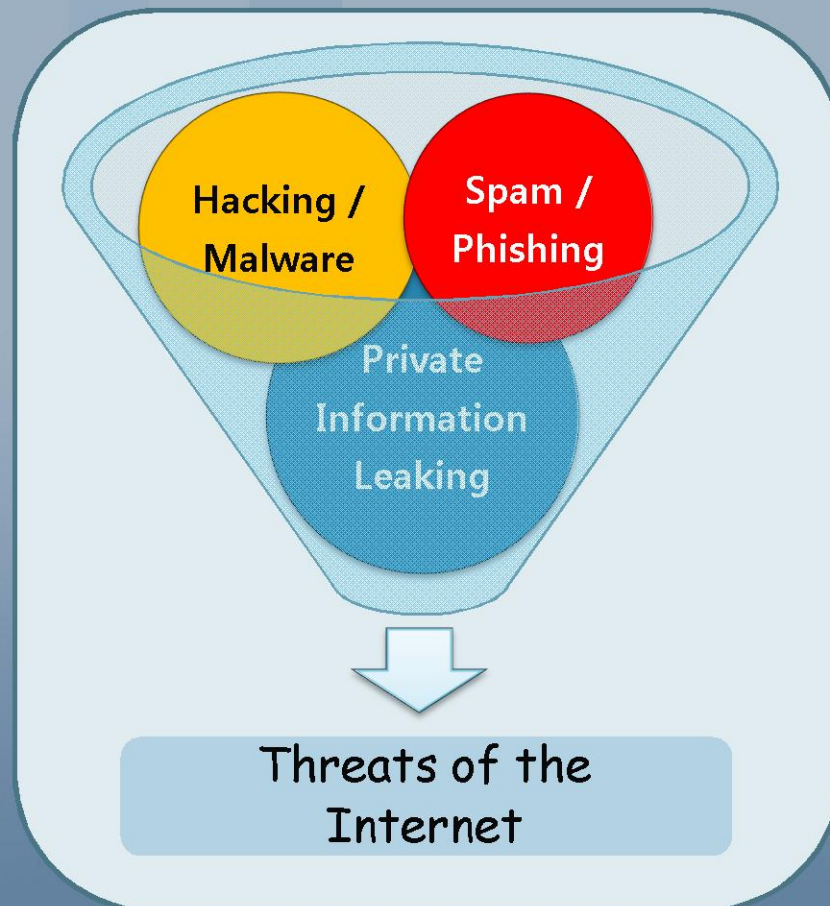 Hacking /
Malware
Spam /
Phishing
Private
Information
Leaking
Threats of the
Internet